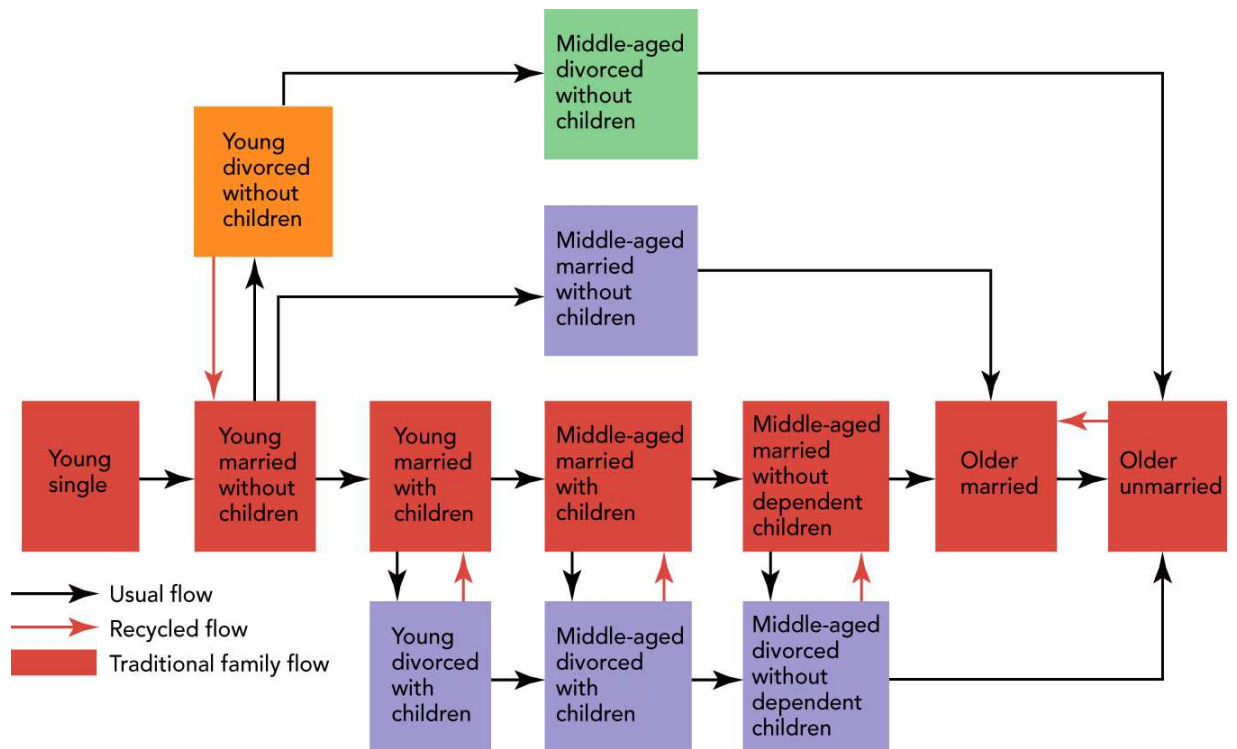 Middle-aged
divorced
without
children
Young
divorced
without
children
Middle-aged
married
without
children
Young
single
Young
married
without
children
Young
married
with
children
Middle-aged
married
with
children
Middle-aged
married
without
dependent
children
Older
married
Older
unmarried
Usual flow
Recycled flow
Traditional family flow
Young
divorced
with
children
Middle-aged
divorced
with
children
Middle-aged
divorced
without
dependent
children